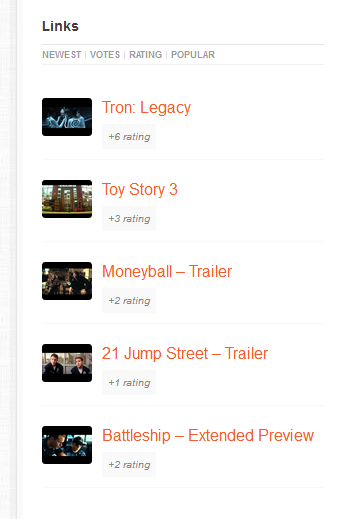 Links
NEWEST | VOTES | RATING | POPULAR
Tron: Legacy
+6 rating
Toy Story 3
+3 rating
Moneyball – Trailer
+2 rating
21 Jump Street – Trailer
+1 rating
Battleship – Extended Preview
+2 rating